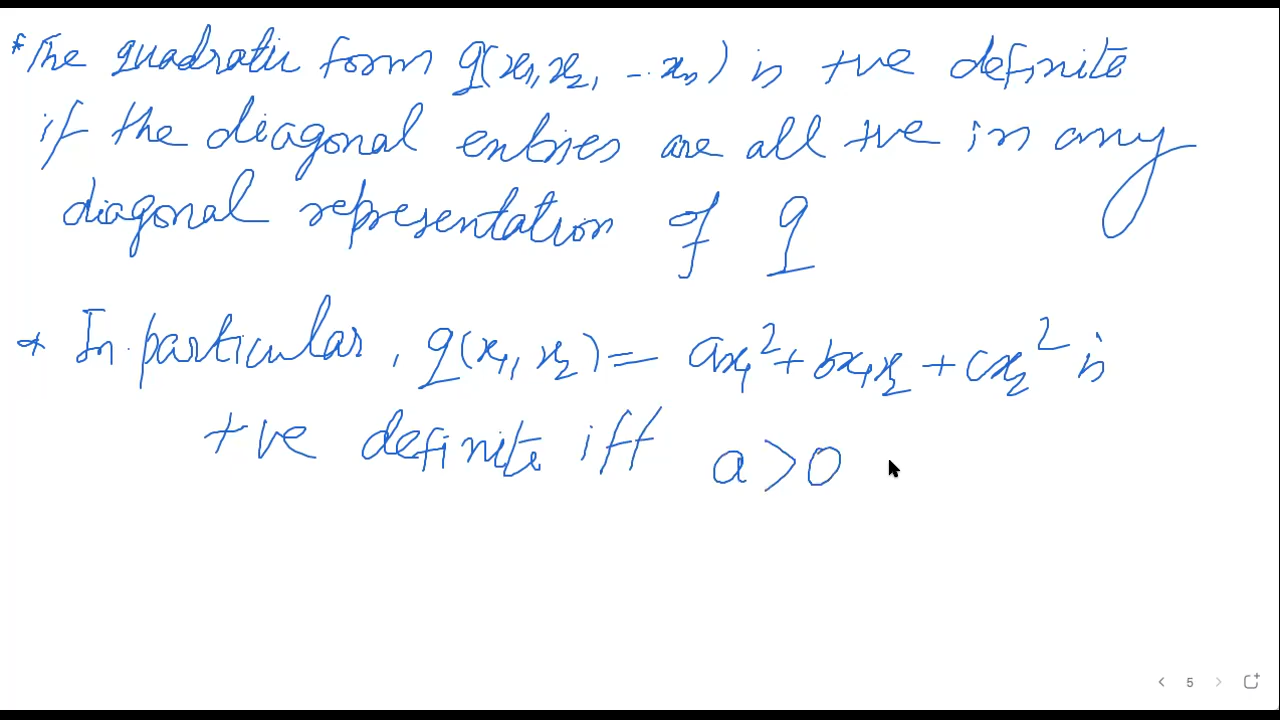 * The quadratic form q(x₁, x₂, -.. xₙ) is +ve definite
if the diagonal entries are all +ve in any
diagonal representation of q
* In particular, q(x₁, x₂) = ax₁² + bx₁x₂ + cx₂² is
+ve definite iff a > 0
5